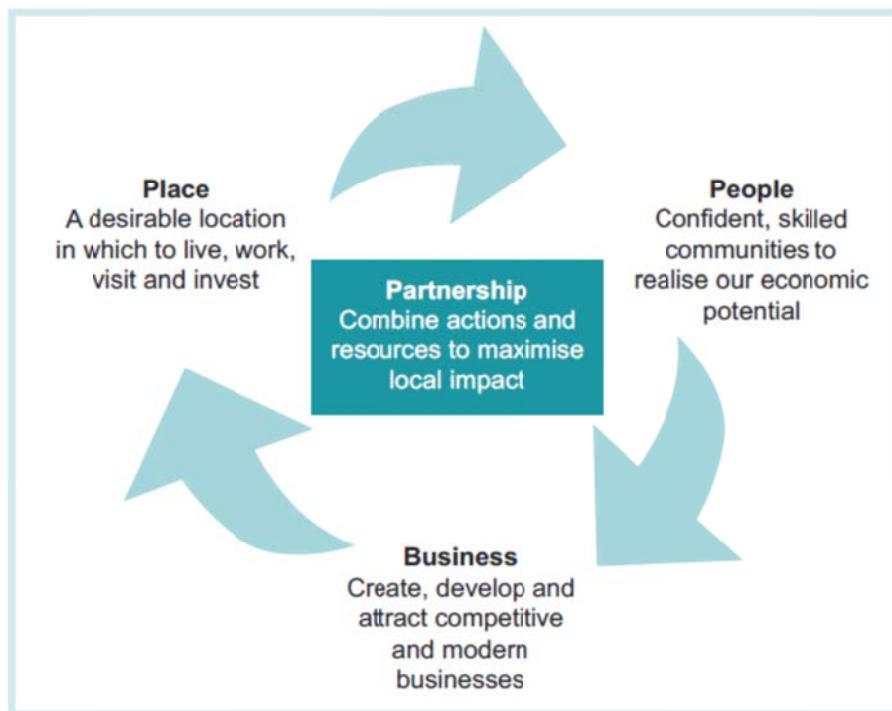 Place
A desirable location
in which to live, work,
visit and invest
People
Confident, skilled
communities to
realise our economic
potential
Partnership
Combine actions and
resources to maximise
local impact
Business
Create, develop and
attract competitive
and modern
businesses